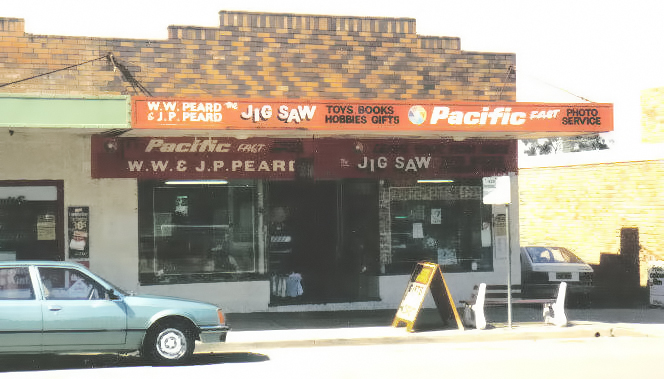 W.W. PEARD
& J.P. PEARD
THE JIG SAW
TOYS BOOKS
HOBBIES GIFTS
Pacific FAST
PHOTO
SERVICE
Pacific FAST
W.W. & J.P. PEARD
THE JIG SAW